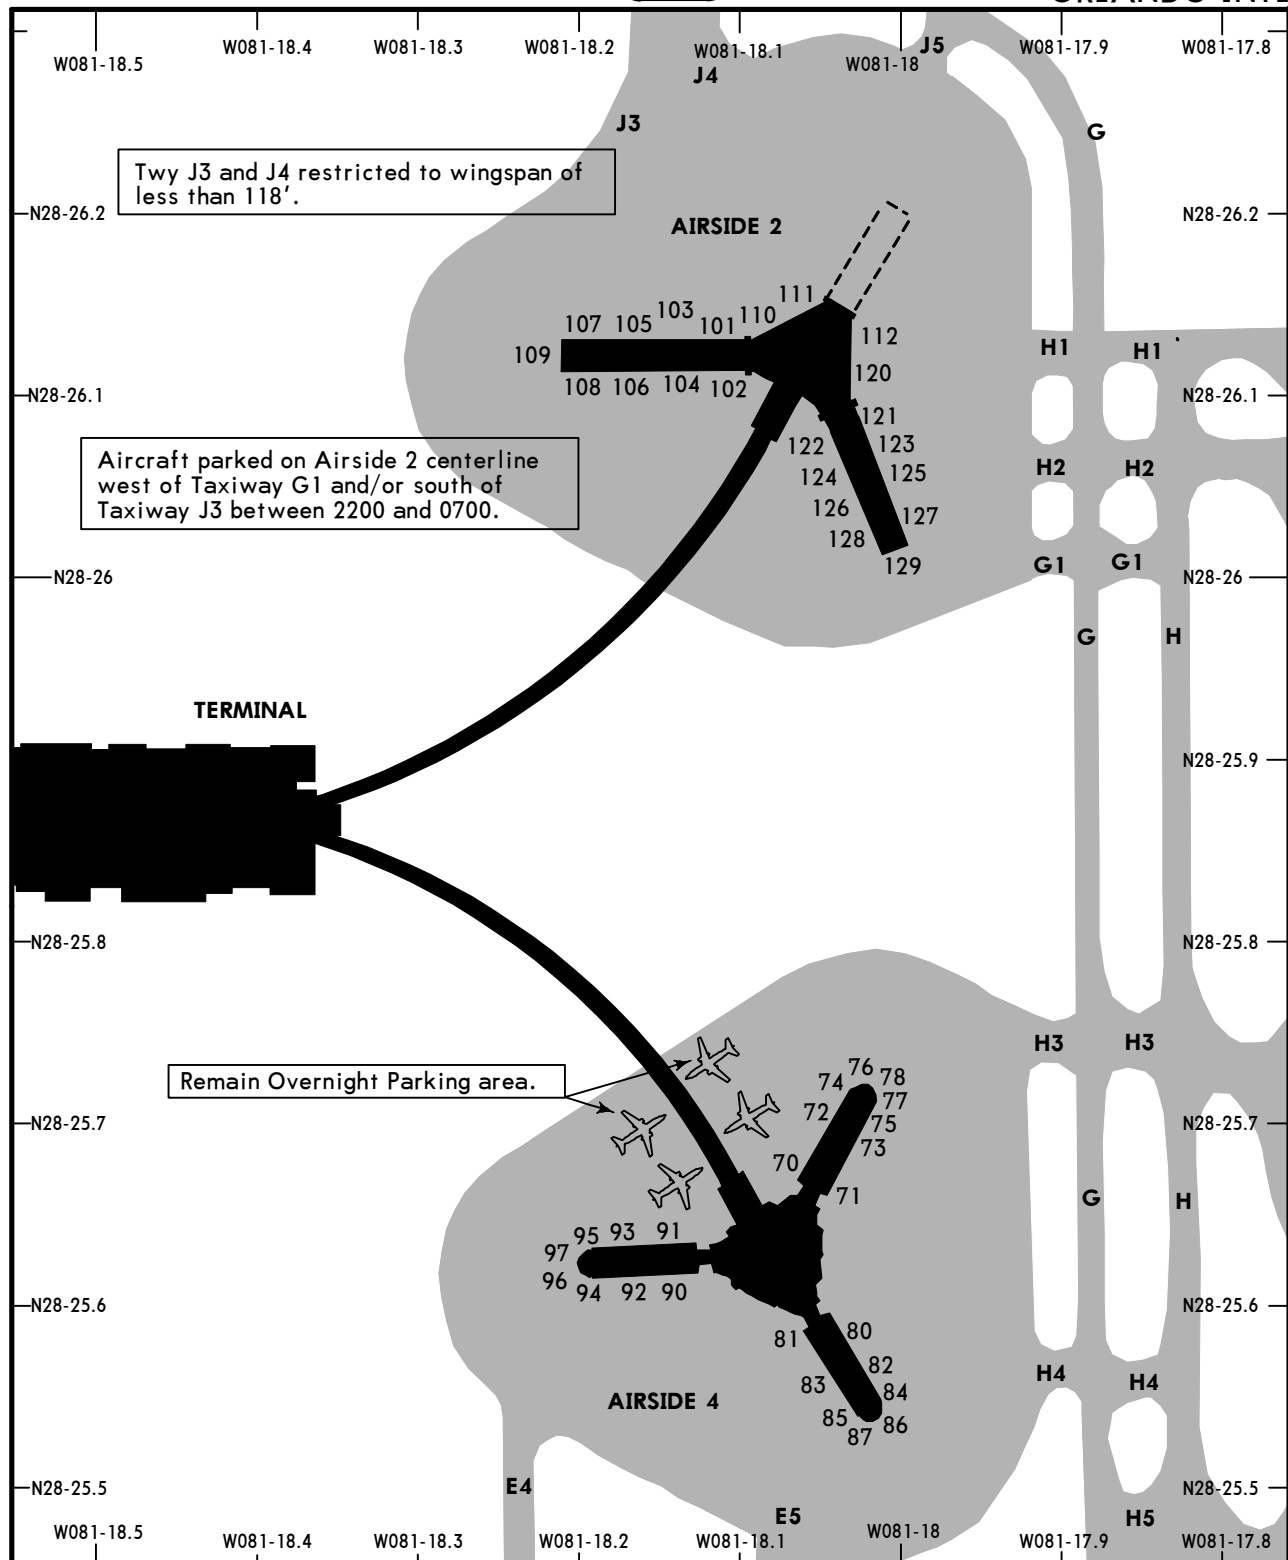 W081-18.5
W081-18.4
W081-18.3
W081-18.2
W081-18.1
W081-18
W081-17.9
W081-17.8
J5
J4
J3
G
Twy J3 and J4 restricted to wingspan of
less than 118'.
N28-26.2
N28-26.2
AIRSIDE 2
111
103
110
107
105
101
112
109
H1
H1
108
106
104
102
120
N28-26.1
N28-26.1
121
122
123
Aircraft parked on Airside 2 centerline
west of Taxiway G1 and/or south of
Taxiway J3 between 2200 and 0700.
H2
H2
124
125
126
127
128
129
G1
G1
N28-26
N28-26
G
H
TERMINAL
N28-25.9
N28-25.8
N28-25.8
H3
H3
Remain Overnight Parking area.
76
74
78
77
72
75
73
N28-25.7
N28-25.7
70
71
G
H
95
93
91
97
96
94
92
90
N28-25.6
N28-25.6
81
80
82
83
84
H4
H4
AIRSIDE 4
85
86
87
N28-25.5
N28-25.5
E4
E5
H5
W081-18.5
W081-18.4
W081-18.3
W081-18.2
W081-18.1
W081-18
W081-17.9
W081-17.8